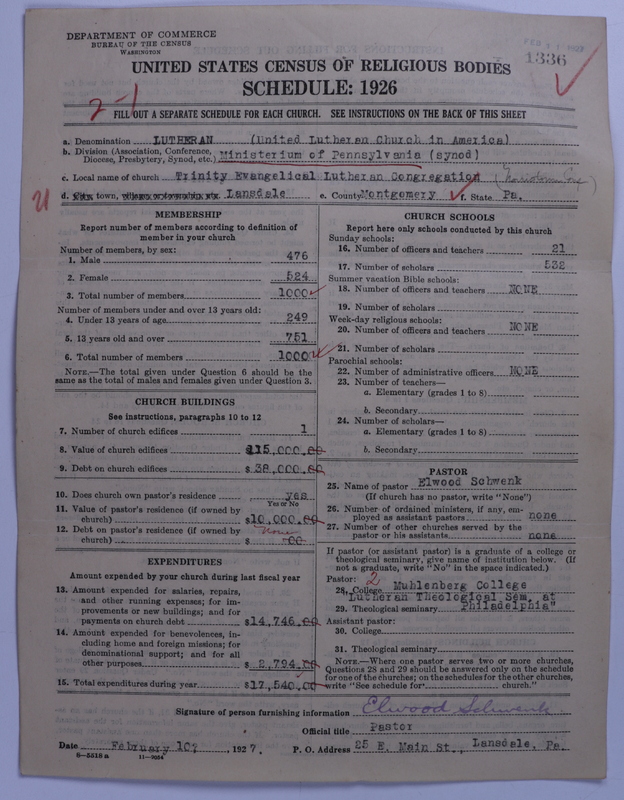 DEPARTMENT OF COMMERCE
BUREAU OF THE CENSUS
WASHINGTON
1336
UNITED STATES CENSUS OF RELIGIOUS BODIES
SCHEDULE: 1926
2-1
FILL OUT A SEPARATE SCHEDULE FOR EACH CHURCH. SEE INSTRUCTIONS ON THE BACK OF THIS SHEET
a. Denomination LUTHERAN (United Lutheran Church in America)
b. Division (Association, Conference, Diocese, Presbytery, Synod, etc.) Ministerium of Pennsylvania (synod)
c. Local name of church Trinity Evangelical Lutheran Congregation
d. town, Lansdale e. County Montgomery f. State Pa.
MEMBERSHIP
Report number of members according to definition of
member in your church
Number of members, by sex:
1. Male 476
2. Female 524
3. Total number of members 1000
Number of members under and over 13 years old:
4. Under 13 years of age 249
5. 13 years old and over 751
6. Total number of members 1000
NOTE.—The total given under Question 6 should be the
same as the total of males and females given under Question 3.
CHURCH BUILDINGS
See instructions, paragraphs 10 to 12
7. Number of church edifices 1
8. Value of church edifices $115,000.00
9. Debt on church edifices $38,000.00
10. Does church own pastor's residence yes
Yes or No
11. Value of pastor's residence (if owned by
church) $10,000.00
12. Debt on pastor's residence (if owned by None
church) $ 00
EXPENDITURES
Amount expended by your church during last fiscal year
13. Amount expended for salaries, repairs,
and other running expenses; for im-
provements or new buildings; and for
payments on church debt $14,746.00
14. Amount expended for benevolences, in-
cluding home and foreign missions; for
denominational support; and for all
other purposes $2,794.00
15. Total expenditures during year $17,540.00
CHURCH SCHOOLS
Report here only schools conducted by this church
Sunday schools:
16. Number of officers and teachers 21
17. Number of scholars 532
Summer vacation Bible schools:
18. Number of officers and teachers NONE
19. Number of scholars
Week-day religious schools:
20. Number of officers and teachers NONE
21. Number of scholars
Parochial schools:
22. Number of administrative officers NONE
23. Number of teachers—
a. Elementary (grades 1 to 8)
b. Secondary
24. Number of scholars—
a. Elementary (grades 1 to 8)
b. Secondary
PASTOR
25. Name of pastor Elwood Schwenk
(If church has no pastor, write "None")
26. Number of ordained ministers, if any, em-
ployed as assistant pastors none
27. Number of other churches served by the
pastor or his assistants none
If pastor (or assistant pastor) is a graduate of a college or
theological seminary, give name of institution below. (If
not a graduate, write "No" in the space indicated.)
Pastor: 2
28. College Muhlenberg College
"Lutheran Theological Sem. at
29. Theological seminary Philadelphia"
Assistant pastor:
30. College
31. Theological seminary
NOTE.—Where one pastor serves two or more churches,
Questions 28 and 29 should be answered only on the schedule
for one of the churches; on the schedules for the other churches,
write "See schedule for church."
Signature of person furnishing information Elwood Schwenk
Official title Pastor
Date February 10, 1927. P. O. Address 25 E. Main St., Lansdale, Pa.
8-5518a 11-9054